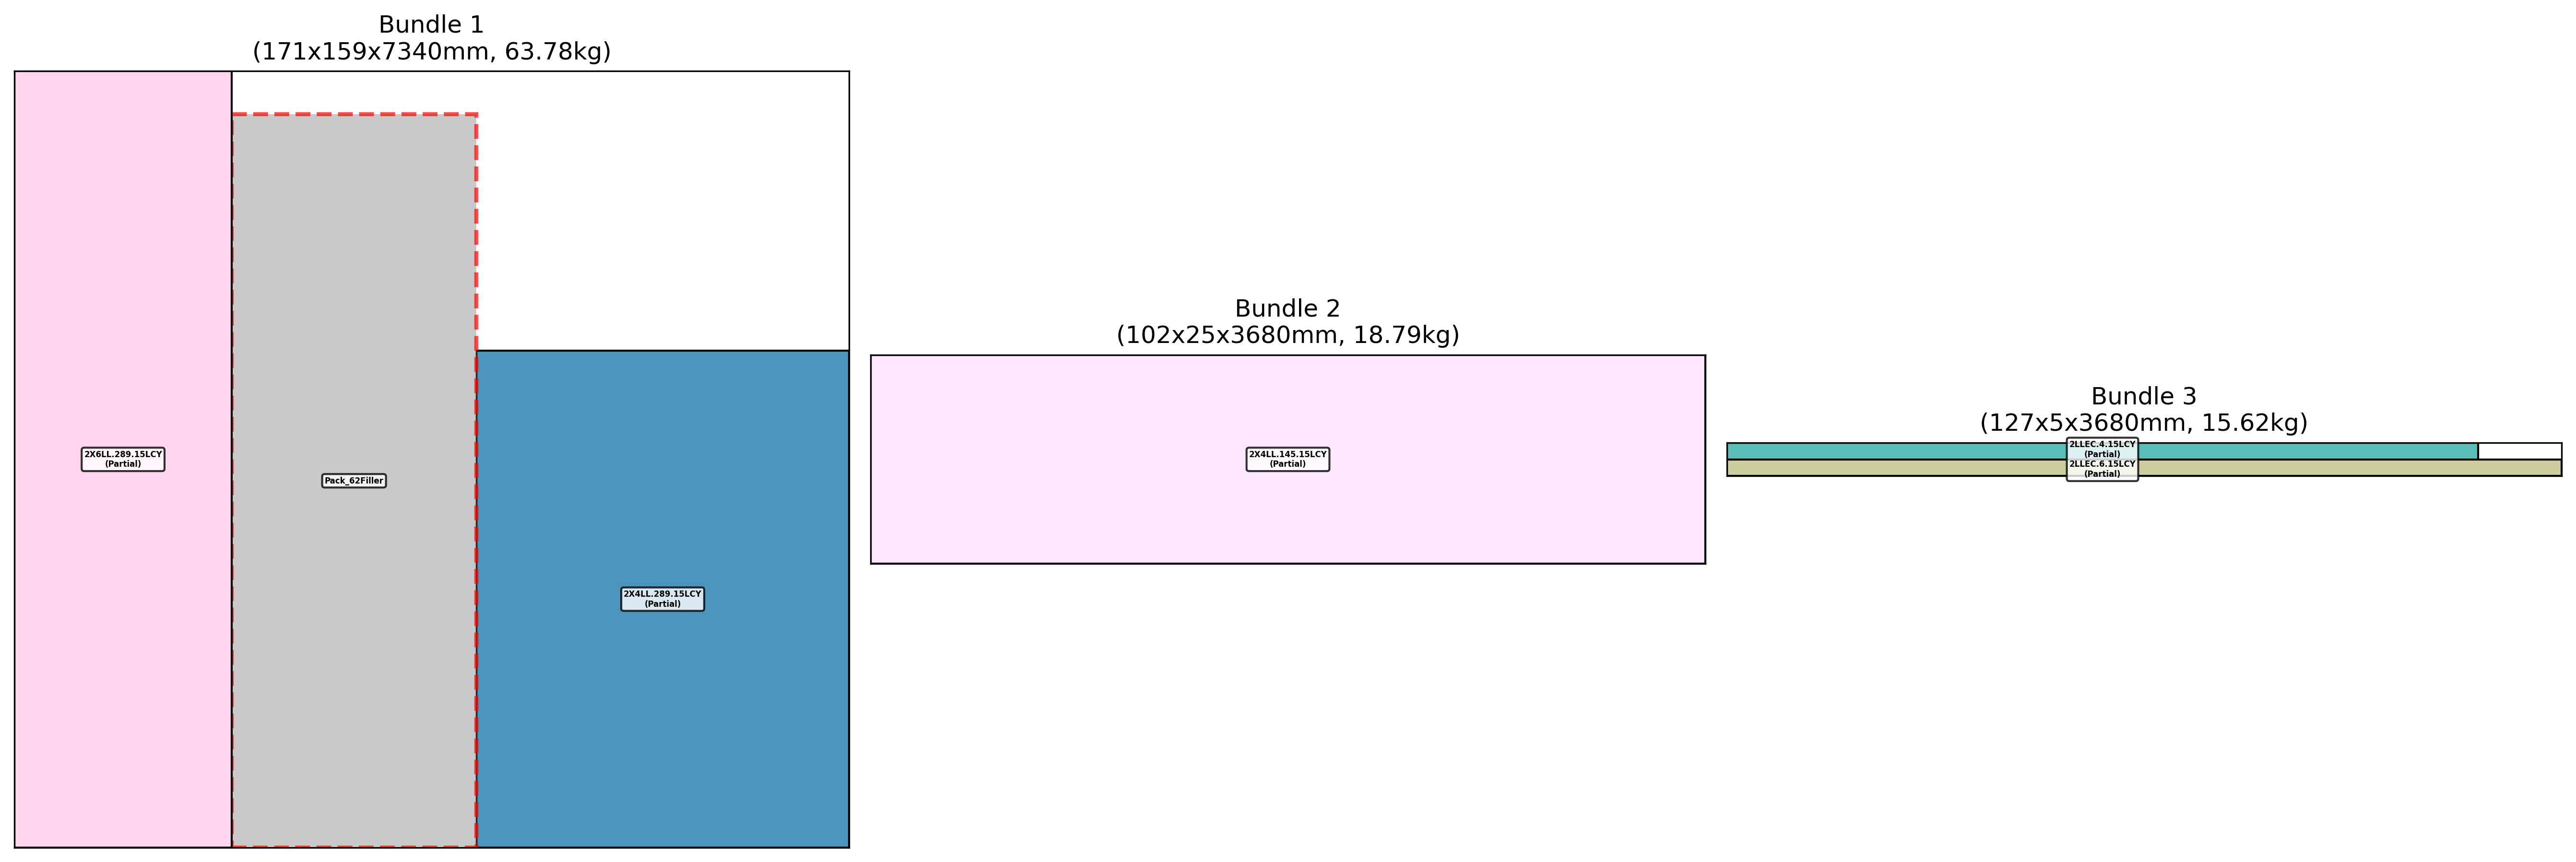 Bundle 1
(171x159x7340mm, 63.78kg)
2X6LL.289.15LCY
(Partial)
Pack_62Filler
2X4LL.289.15LCY
(Partial)
Bundle 2
(102x25x3680mm, 18.79kg)
2X4LL.145.15LCY
(Partial)
Bundle 3
(127x5x3680mm, 15.62kg)
2LLEC.4.15LCY
(Partial)
2LLEC.6.15LCY
(Partial)